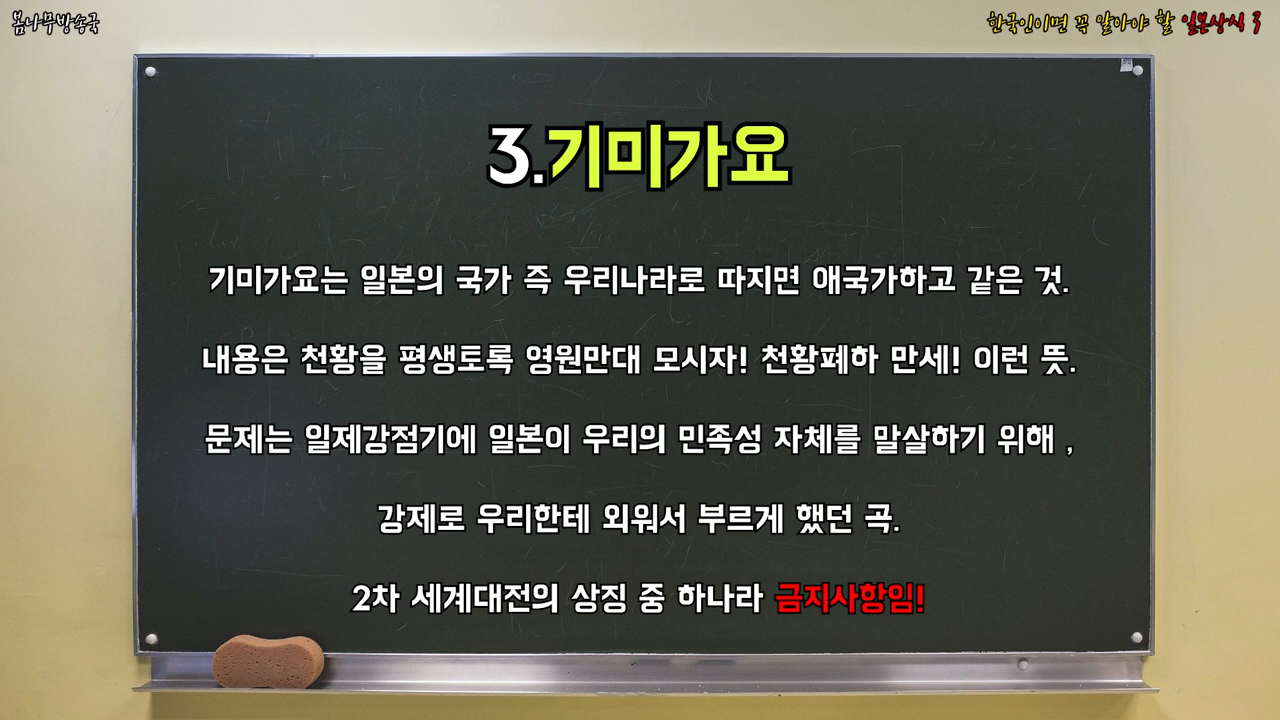 봄나무방송국
한국인이면 꼭 알아야 할 일본상식 3
3.기미가요
기미가요는 일본의 국가 즉 우리나라로 따지면 애국가하고 같은 것.
내용은 천황을 평생토록 영원만대 모시자! 천황폐하 만세! 이런 뜻.
문제는 일제강점기에 일본이 우리의 민족성 자체를 말살하기 위해 ,
강제로 우리한테 외워서 부르게 했던 곡.
2차 세계대전의 상징 중 하나라 금지사항임!